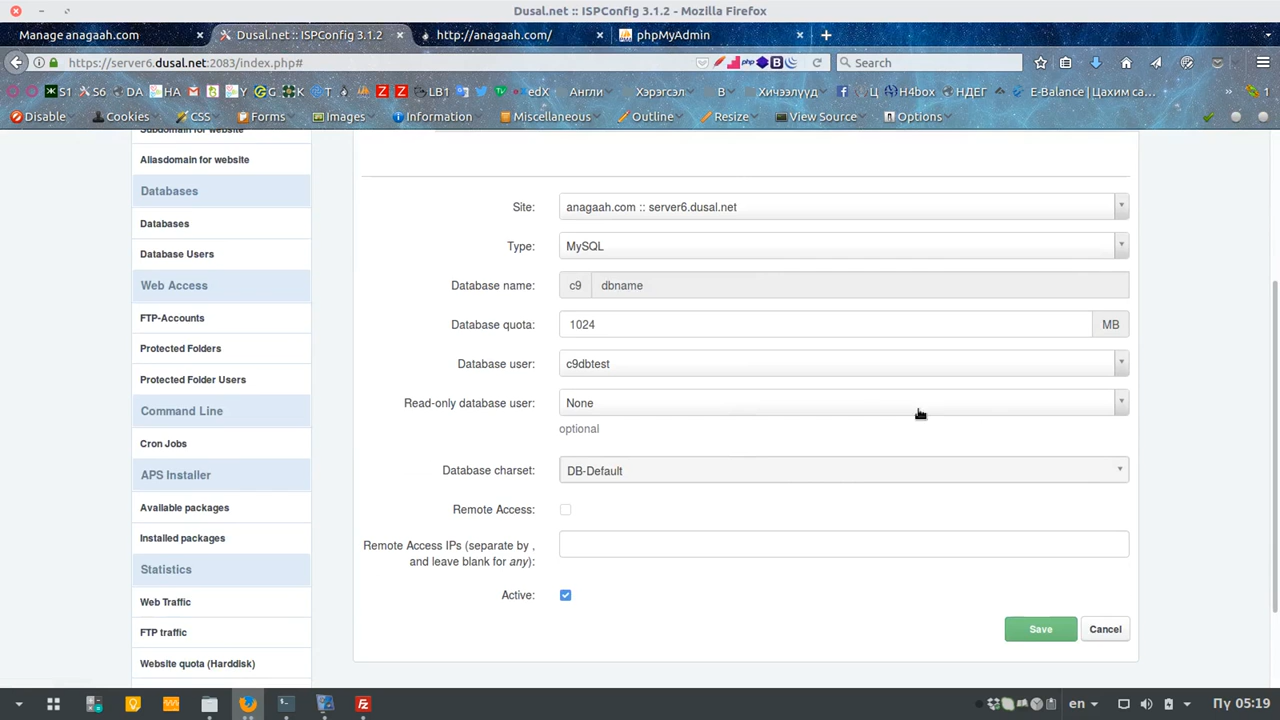 Dusal.net :: ISPConfig 3.1.2 - Mozilla Firefox
Manage anagaah.com
Dusal.net :: ISPConfig 3.1.2
http://anagaah.com/
phpMyAdmin
https://server6.dusal.net:2083/index.php#
Search
S1 S6 DA HA Y G K T LB1 edX Англи Хэрэгсэл В Хичээлүүд Ц H4box НДЕГ E-Balance | Цахим са... » 1
Disable Cookies CSS Forms Images Information Miscellaneous Outline Resize View Source Options
Subdomain for website
Aliasdomain for website
Databases
Databases
Database Users
Web Access
FTP-Accounts
Protected Folders
Protected Folder Users
Command Line
Cron Jobs
APS Installer
Available packages
Installed packages
Statistics
Web Traffic
FTP traffic
Website quota (Harddisk)
Site: anagaah.com :: server6.dusal.net
Type: MySQL
Database name: c9 dbname
Database quota: 1024 MB
Database user: c9dbtest
Read-only database user: None
optional
Database charset: DB-Default
Remote Access:
Remote Access IPs (separate by , and leave blank for any):
Active:
Save Cancel
en
Пү 05:19